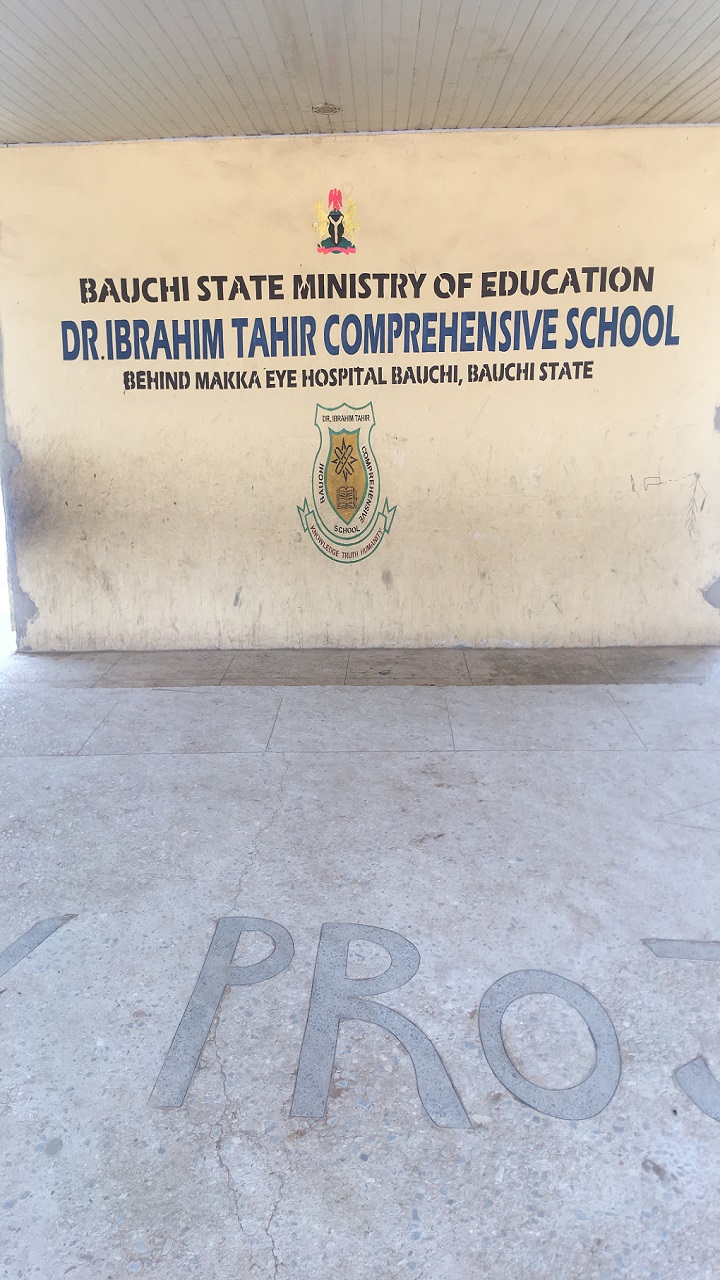 BAUCHI STATE MINISTRY OF EDUCATION
DR.IBRAHIM TAHIR COMPREHENSIVE SCHOOL
BEHIND MAKKA EYE HOSPITAL BAUCHI, BAUCHI STATE
DR. IBRAHIM TAHIR
BAUCHI
COMPREHENSIVE
SCHOOL
KNOWLEDGE TRUTH HUMANITY
PRO